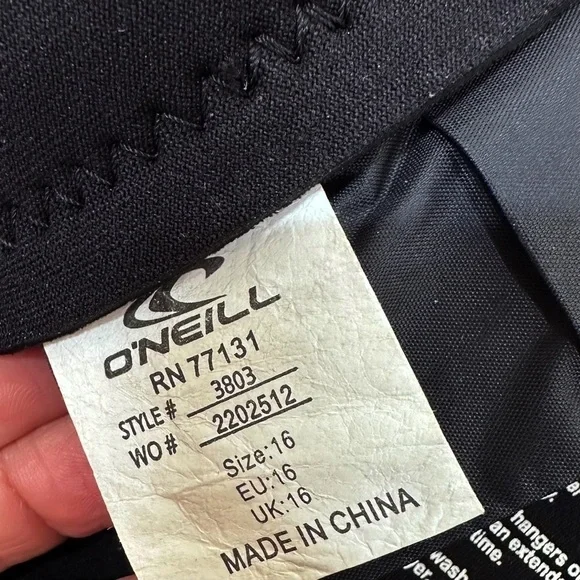 O'NEILL
RN 77131
STYLE# 3803
WO# 2202512
Size:16
EU:16
UK:16
MADE IN CHINA
hangers
an extend
time.
wash